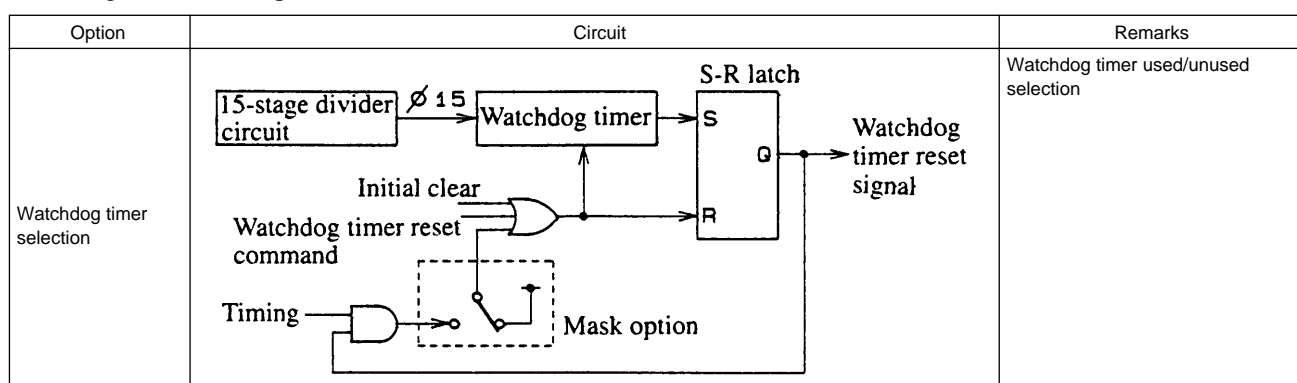 Option
Circuit
Remarks
Watchdog timer
selection
15-stage divider
circuit
Ø 15
Watchdog timer
S-R latch
S
Q
R
Watchdog
timer reset
signal
Initial clear
Watchdog timer reset
command
Timing
Mask option
Watchdog timer used/unused
selection